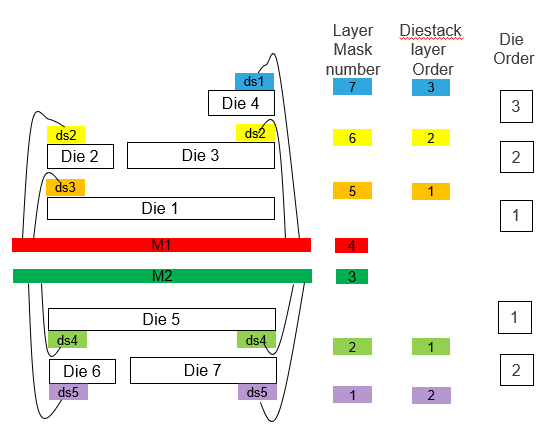 Layer
Mask
number
Diestack
layer
Order
Die
Order
ds1
7
3
Die 4
3
ds2
ds2
6
2
Die 2
Die 3
2
ds3
5
1
Die 1
1
M1
4
M2
3
Die 5
1
ds4
ds4
2
1
Die 6
Die 7
2
ds5
ds5
1
2